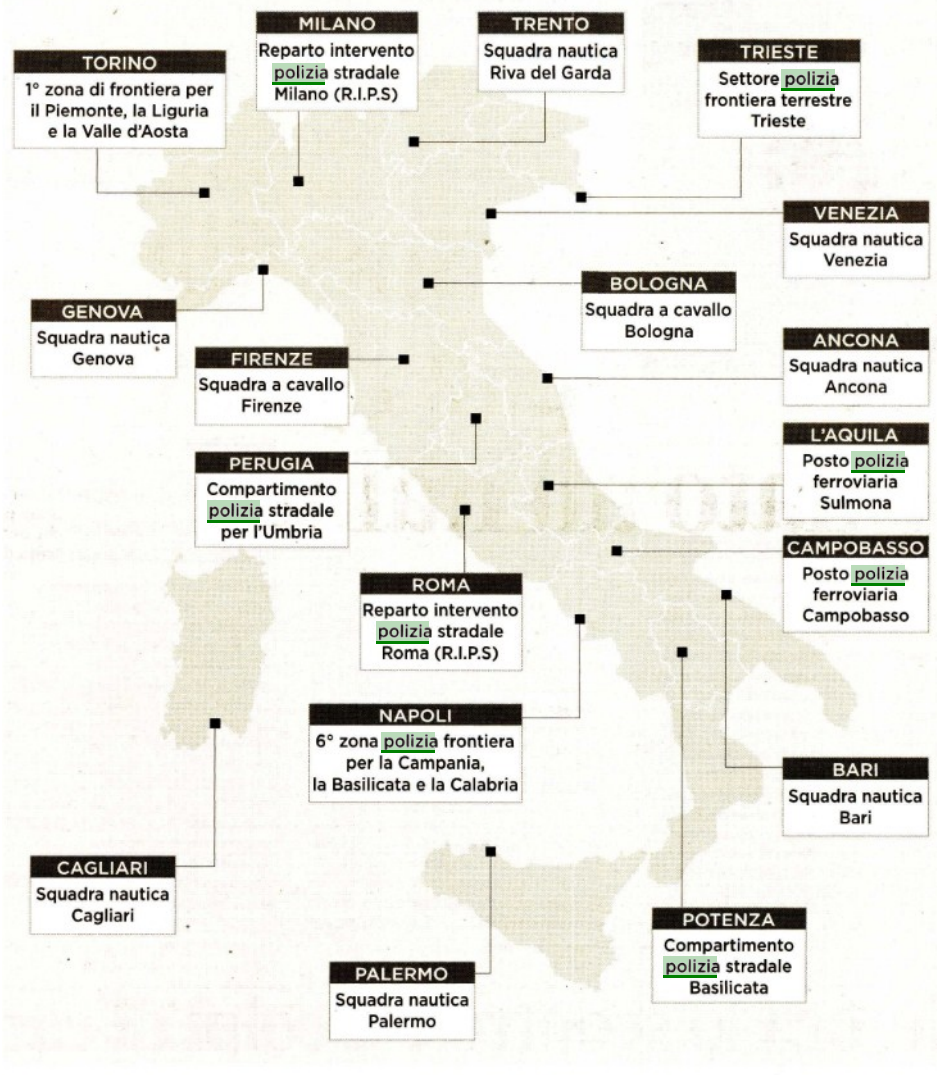 MILANO
Reparto intervento
polizia stradale
Milano (R.I.P.S)
TRENTO
Squadra nautica
Riva del Garda
TORINO
1° zona di frontiera per
il Piemonte, la Liguria
e la Valle d'Aosta
TRIESTE
Settore polizia
frontiera terrestre
Trieste
VENEZIA
Squadra nautica
Venezia
GENOVA
Squadra nautica
Genova
BOLOGNA
Squadra a cavallo
Bologna
FIRENZE
Squadra a cavallo
Firenze
ANCONA
Squadra nautica
Ancona
PERUGIA
Compartimento
polizia stradale
per l'Umbria
L'AQUILA
Posto polizia
ferroviaria
Sulmona
ROMA
Reparto intervento
polizia stradale
Roma (R.I.P.S)
CAMPOBASSO
Posto polizia
ferroviaria
Campobasso
NAPOLI
6° zona polizia frontiera
per la Campania,
la Basilicata e la Calabria
BARI
Squadra nautica
Bari
CAGLIARI
Squadra nautica
Cagliari
POTENZA
Compartimento
polizia stradale
Basilicata
PALERMO
Squadra nautica
Palermo